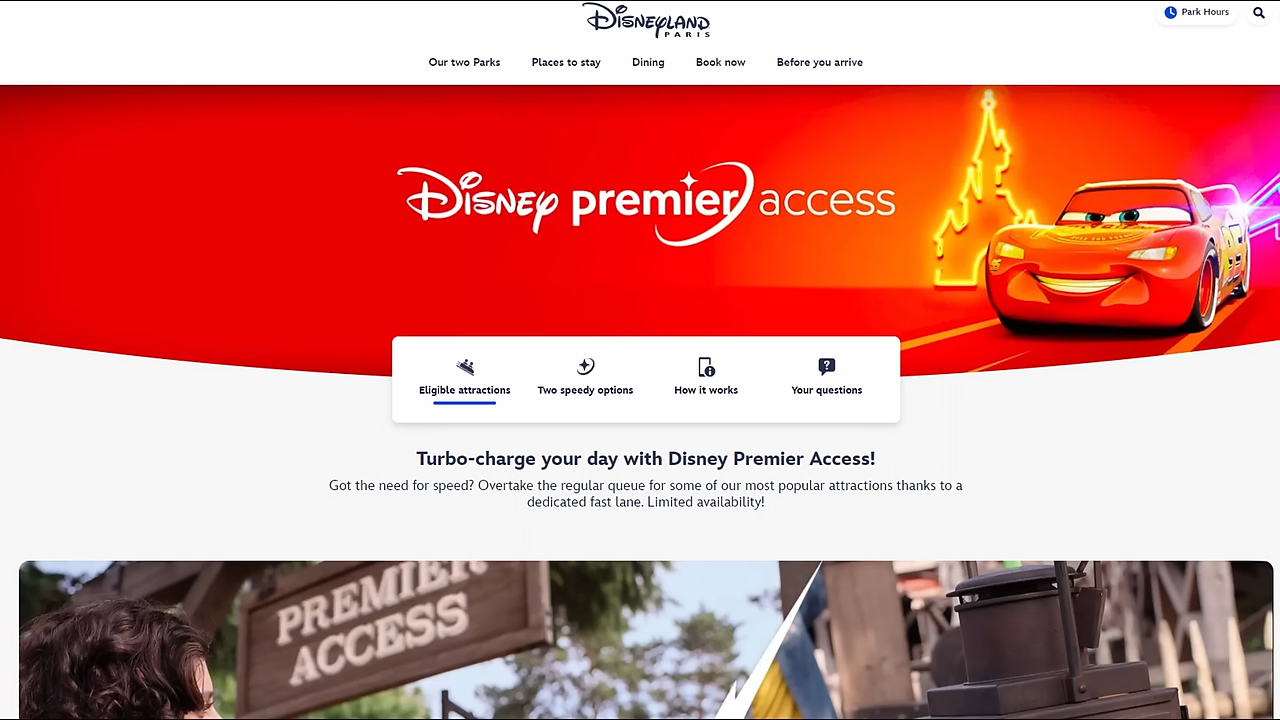 Disneyland
PARIS
Park Hours
Our two Parks
Places to stay
Dining
Book now
Before you arrive
Disney premier access
95
Eligible attractions
Two speedy options
How it works
Your questions
Turbo-charge your day with Disney Premier Access!
Got the need for speed? Overtake the regular queue for some of our most popular attractions thanks to a
dedicated fast lane. Limited availability!
PREMIER
ACCESS